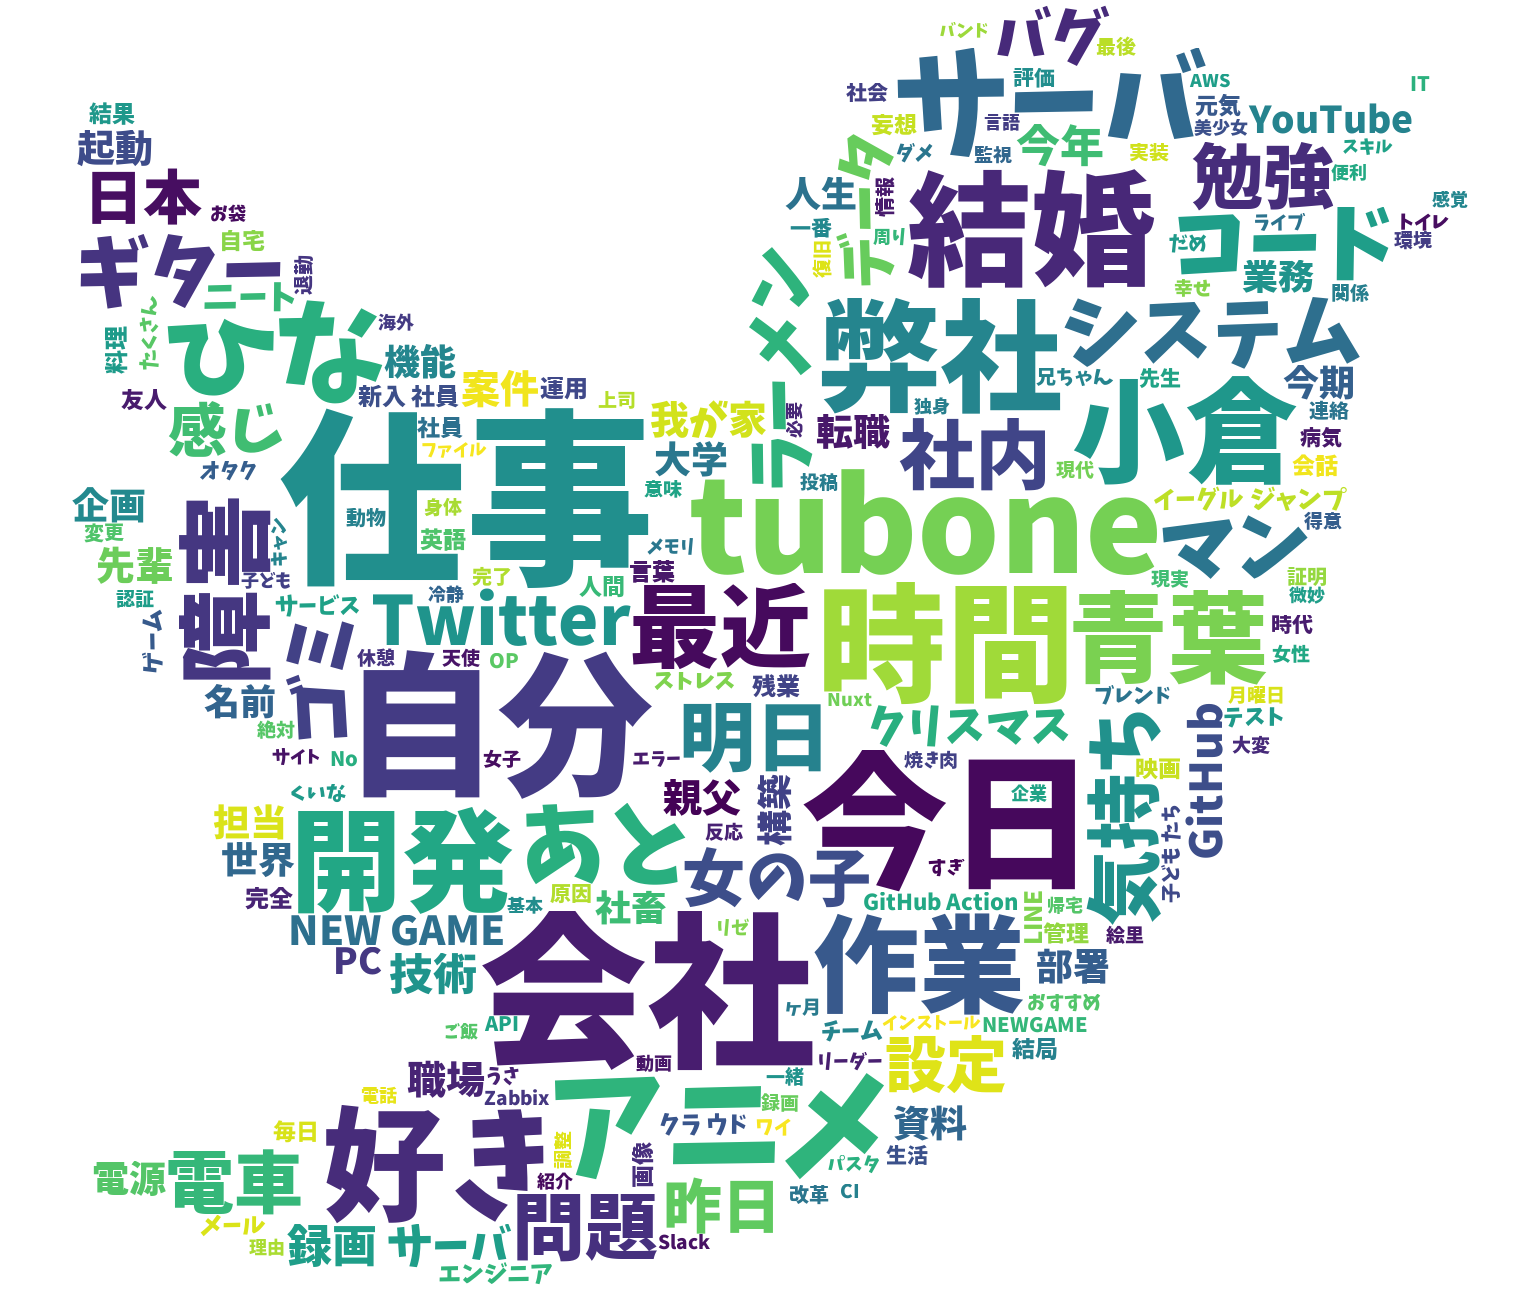 バンド
バグ
最後
サーバ
社会
評価
AWS
IT
元気
美少女
YouTube
妄想
言語
今年
ダメ
監視
実装
データ
勉強
スキル
便利
結果
起動
日本
お袋
人生
情報
結婚
感覚
一番
周り
復旧
コード
だめ
ライブ
トイレ
環境
業務
幸せ
関係
ギター
自宅
退勤
ニート
ひな
海外
たくさん
料理
機能
友人
感じ
新入社員
案件
運用
上司
社員
ファイル
ラーメン
弊社
システム
兄ちゃん
先生
今期
独身
連絡
必要
転職
社内
小倉
病気
会話
現代
我が家
大学
意味
投稿
オタク
企画
変更
先輩
認証
障害
キャン
子ども
仕事
動物
身体
英語
メモリ
tubone
イーグルジャンプ
得意
マン
現実
証明
微妙
完了
人間
言葉
冷静
サービス
Twitter
最近
時間
青葉
時代
女性
ゲーム
ゴミ
休憩
天使
OP
ストレス
残業
Nuxt
ブレンド
月曜日
テスト
大変
名前
絶対
サイト
No
自分
女子
エラー
明日
クリスマス
焼き肉
気持ち
GitHub
映画
くいな
担当
世界
完全
開発
あと
親父
反応
構築
今日
企業
すぎ
女の子
子どもたち
基本
原因
社畜
GitHub Action
LINE
帰宅
管理
絵里
NEW GAME
PC
技術
リゼ
会社
作業
部署
おすすめ
ヶ月
ご飯
API
チーム
インストール
NEWGAME
動画
リーダー
設定
結局
職場
うさ
Zabbix
一緒
電話
アニメ
録画
クラウド
ワイ
資料
毎日
好き
調整
画像
パスタ
生活
電源
電車
紹介
昨日
改革
CI
メール
理由
録画サーバ
問題
Slack
エンジニア